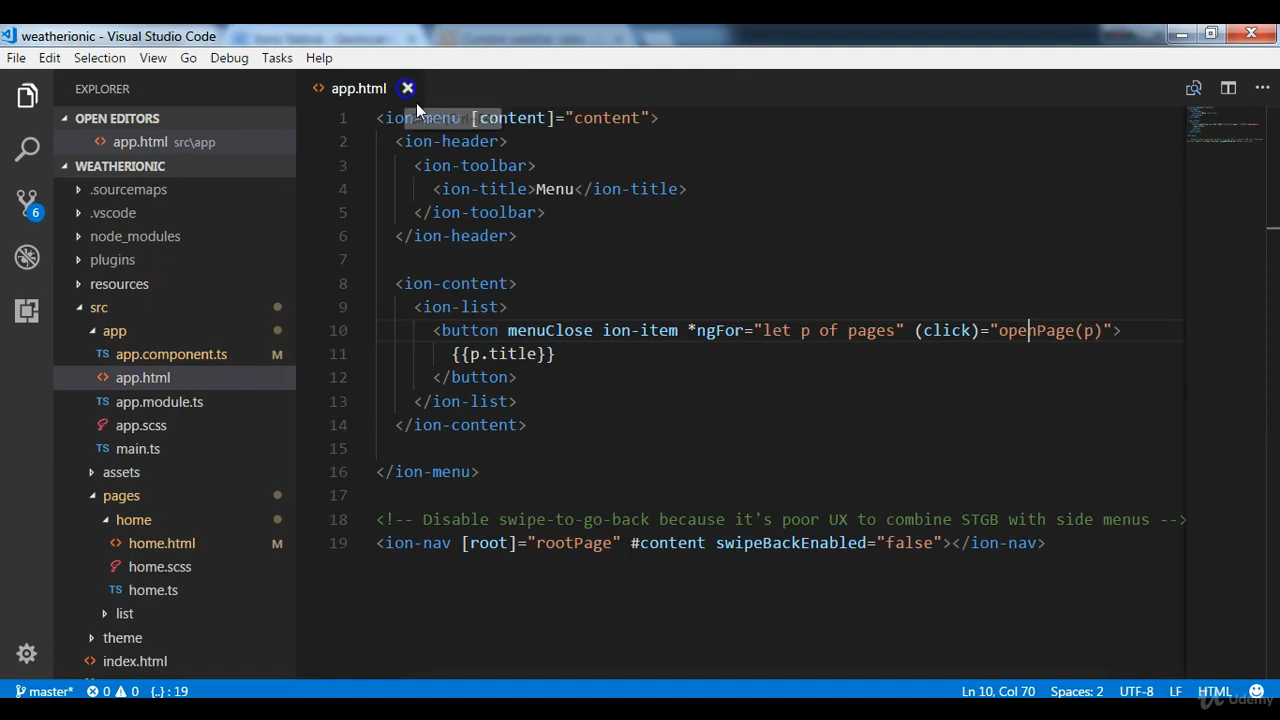 weatherionic - Visual Studio Code
File Edit Selection View Go Debug Tasks Help
EXPLORER
OPEN EDITORS
app.html src\app
WEATHERIONIC
.sourcemaps
.vscode
node_modules
plugins
resources
src
app
TS app.component.ts M
<> app.html
TS app.module.ts
app.scss
TS main.ts
assets
pages
home
<> home.html M
home.scss
TS home.ts
list
theme
<> index.html
6
<> app.html
1 <ion-menu [content]="content">
2 <ion-header>
3 <ion-toolbar>
4 <ion-title>Menu</ion-title>
5 </ion-toolbar>
6 </ion-header>
7
8 <ion-content>
9 <ion-list>
10 <button menuClose ion-item *ngFor="let p of pages" (click)="openPage(p)">
11 {{p.title}}
12 </button>
13 </ion-list>
14 </ion-content>
15
16 </ion-menu>
17
18 <!-- Disable swipe-to-go-back because it's poor UX to combine STGB with side menus -->
19 <ion-nav [root]="rootPage" #content swipeBackEnabled="false"></ion-nav>
master* 0 0 {..} : 19 Ln 10, Col 70 Spaces: 2 UTF-8 LF HTML
Udemy